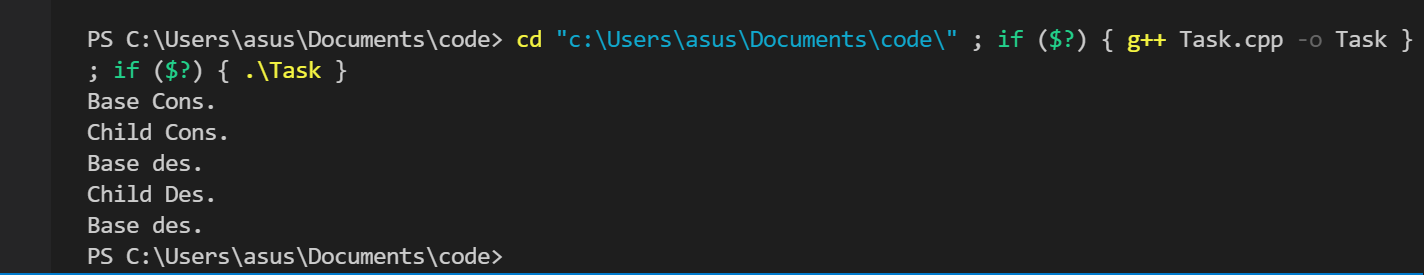 PS C:\Users\asus\Documents\code> cd "c:\Users\asus\Documents\code\" ; if ($?) { g++ Task.cpp -o Task }
; if ($?) { .\Task }
Base Cons.
Child Cons.
Base des.
Child Des.
Base des.
PS C:\Users\asus\Documents\code>